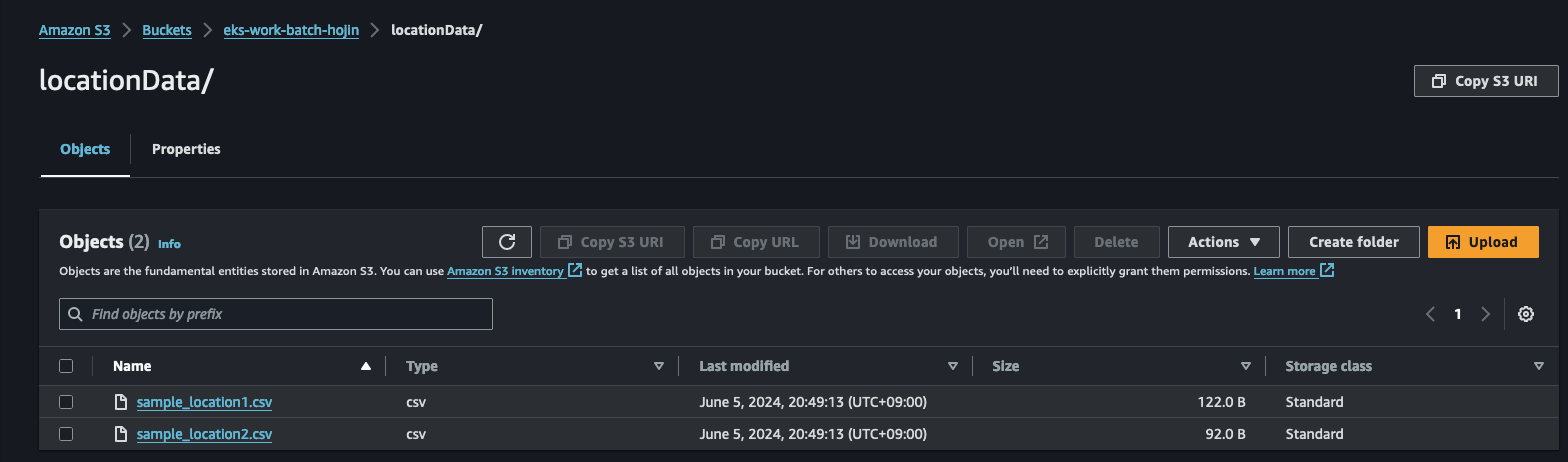 Amazon S3 > Buckets > eks-work-batch-hojin > locationData/
locationData/
Copy S3 URI
Objects Properties
Objects (2) Info Copy S3 URI Copy URL Download Open Delete Actions Create folder Upload
Objects are the fundamental entities stored in Amazon S3. You can use Amazon S3 inventory to get a list of all objects in your bucket. For others to access your objects, you'll need to explicitly grant them permissions. Learn more
Find objects by prefix
1
Name Type Last modified Size Storage class
sample_location1.csv csv June 5, 2024, 20:49:13 (UTC+09:00) 122.0 B Standard
sample_location2.csv csv June 5, 2024, 20:49:13 (UTC+09:00) 92.0 B Standard